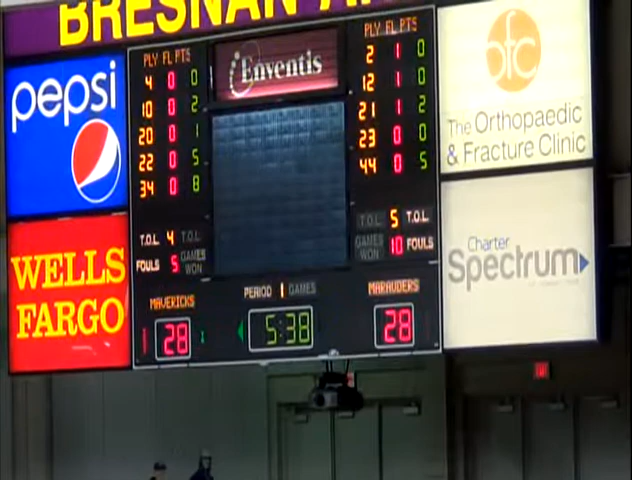 BRESNAN A
pepsi
WELLS
FARGO
PLY FL PTS
4 0 0
10 0 2
20 0 1
22 0 5
34 0 8
T.O.L 4 T.O.L
FOULS 5 GAMES WON
iEnventis
PLY FL PTS
2 1 0
12 1 0
21 1 2
23 0 0
44 0 5
T.O.L 5 T.O.L
GAMES WON 10 FOULS
MAVERICKS
28
PERIOD 1 GAMES
5:38
MARAUDERS
28
ofc
The Orthopaedic
& Fracture Clinic
Charter
Spectrum